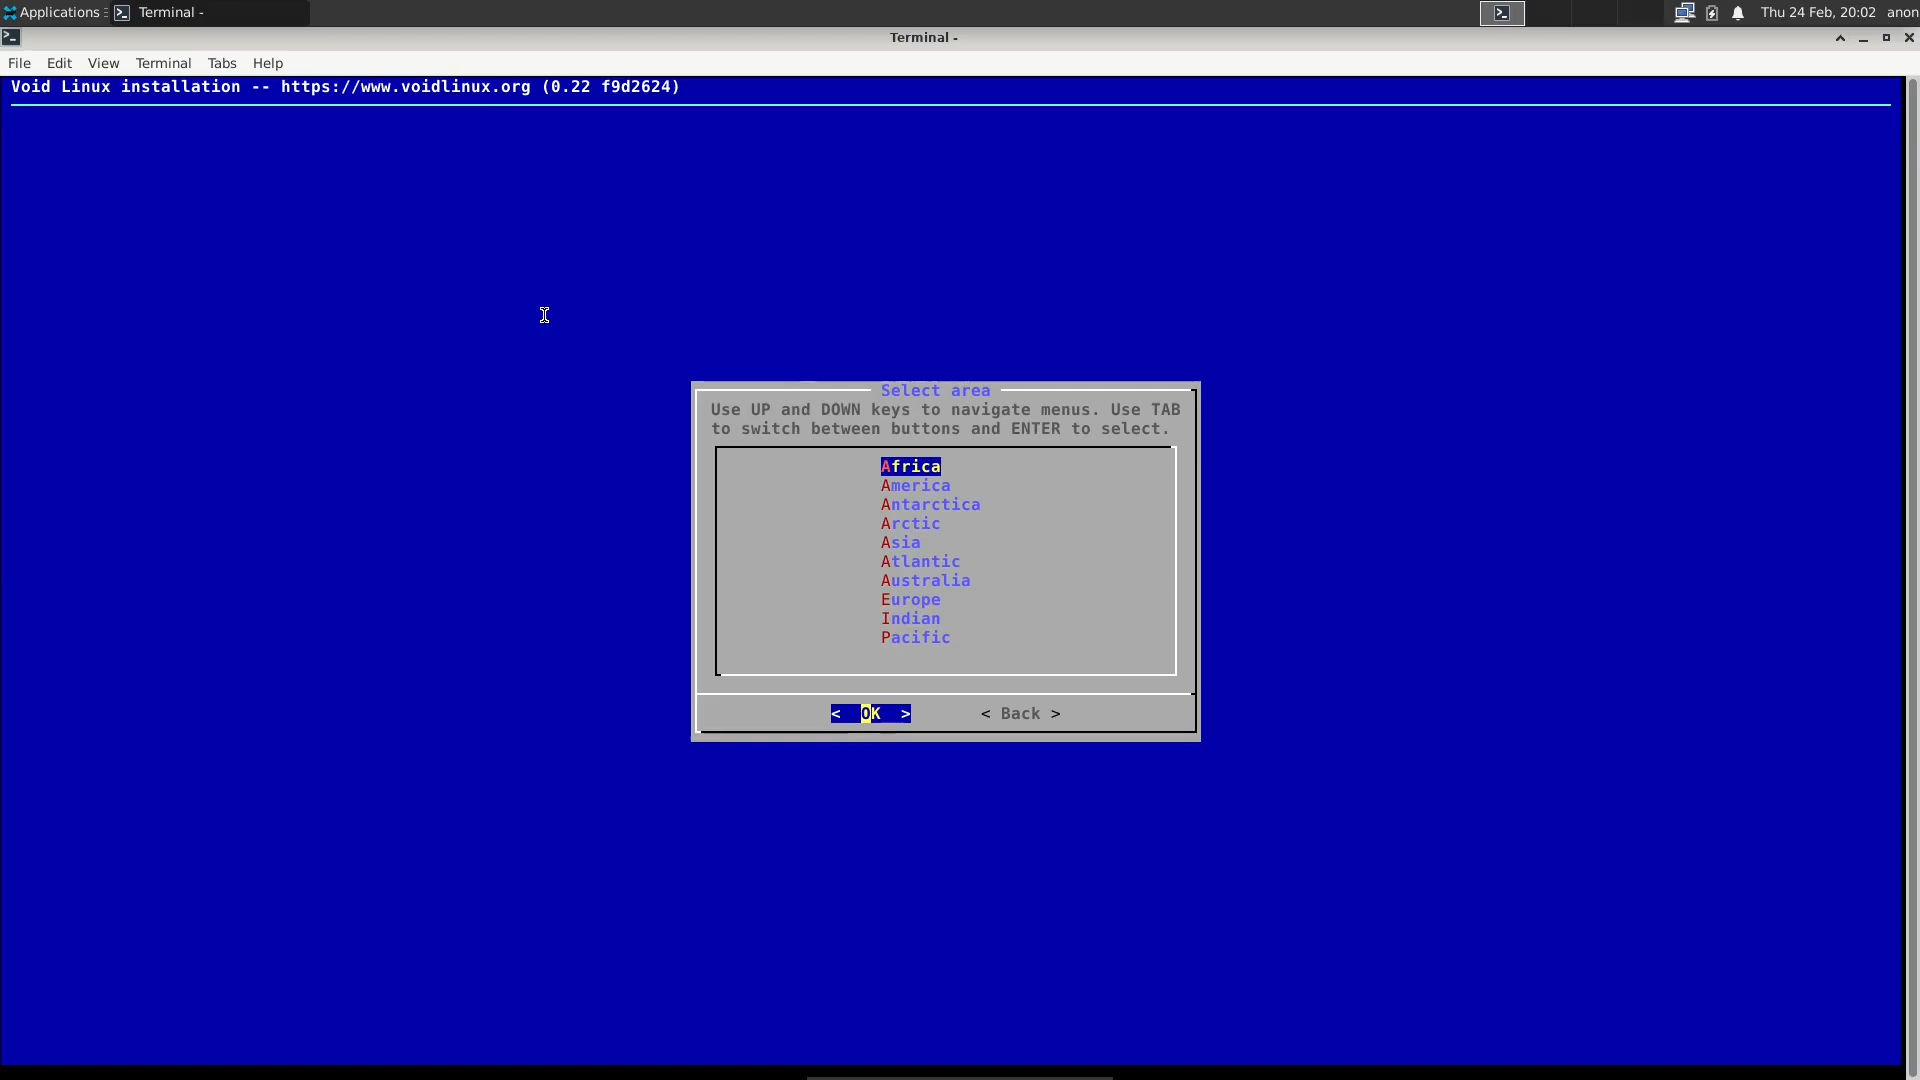 Applications Terminal - Thu 24 Feb, 20:02 anon
Terminal -
File Edit View Terminal Tabs Help
Void Linux installation -- https://www.voidlinux.org (0.22 f9d2624)
Select area
Use UP and DOWN keys to navigate menus. Use TAB
to switch between buttons and ENTER to select.
Africa
America
Antarctica
Arctic
Asia
Atlantic
Australia
Europe
Indian
Pacific
< OK > < Back >